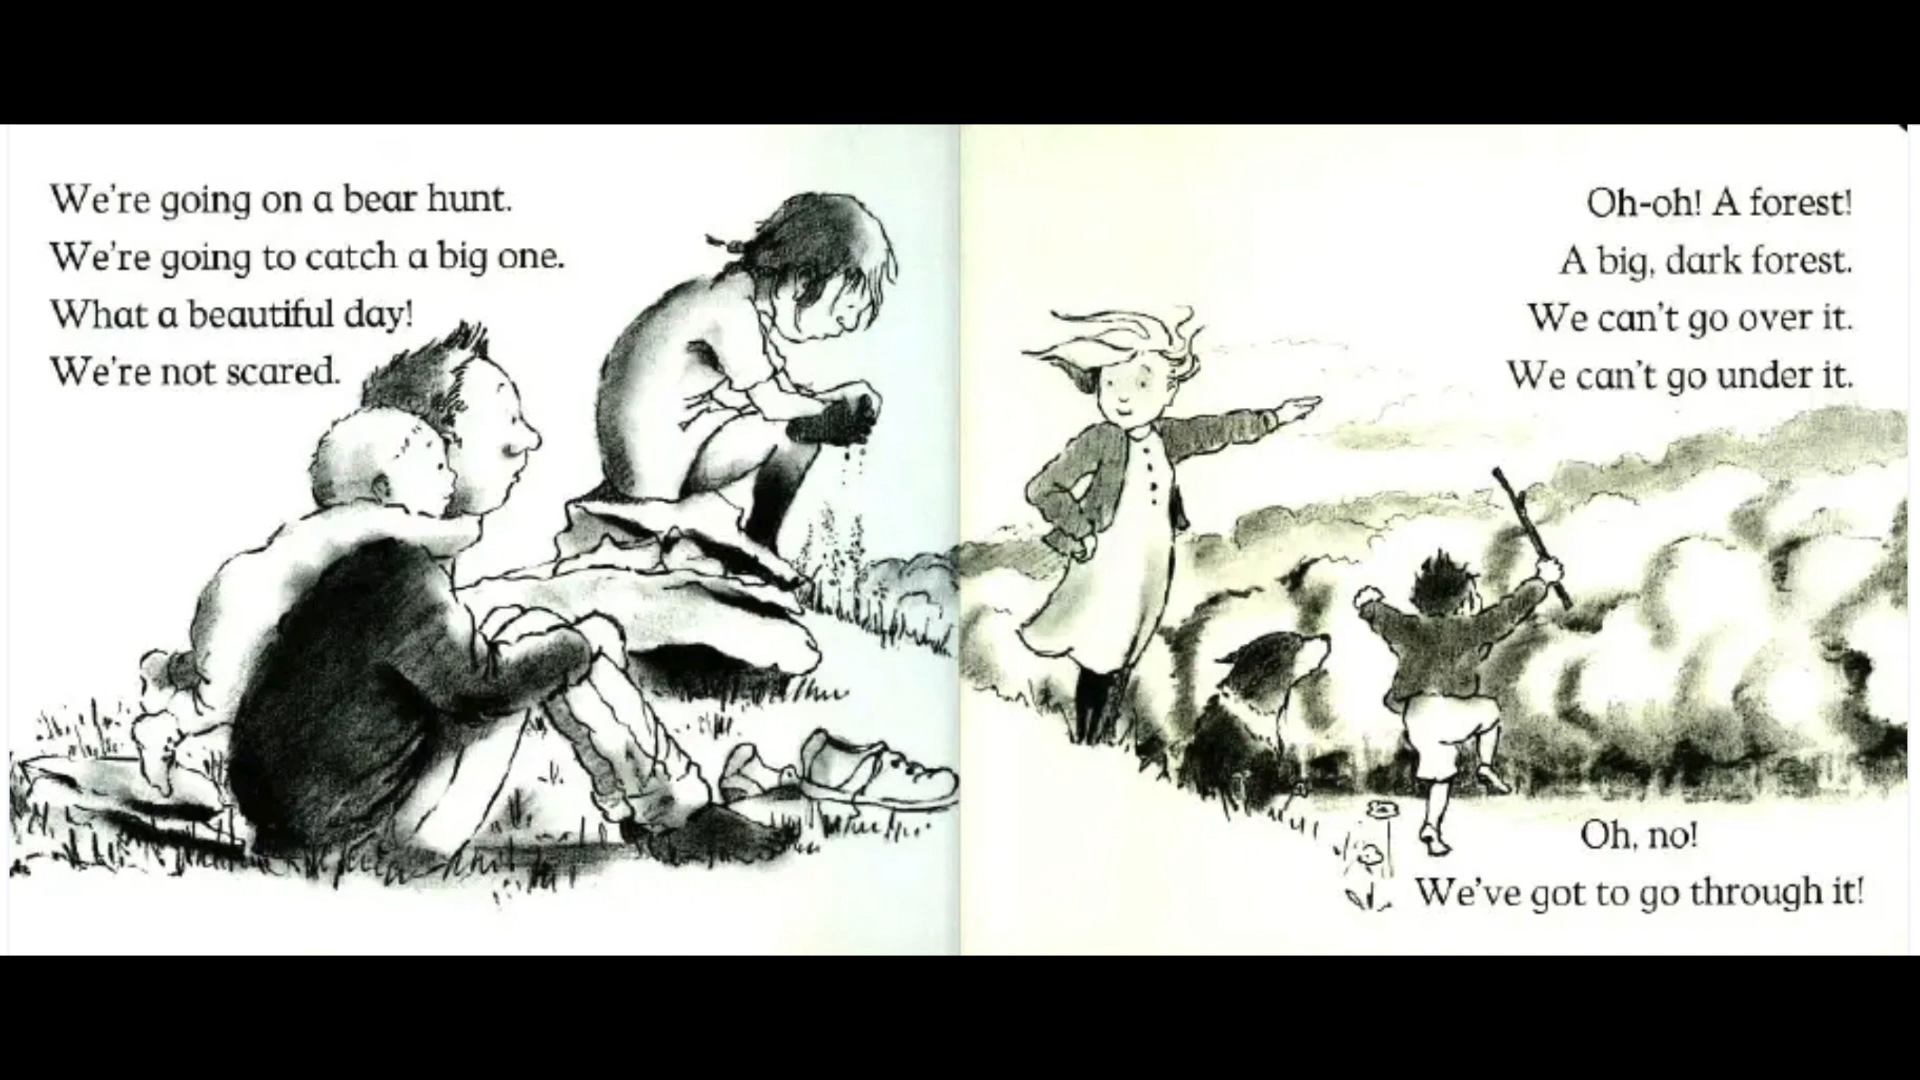 We're going on a bear hunt.
We're going to catch a big one.
What a beautiful day!
We're not scared.
Oh-oh! A forest!
A big, dark forest.
We can't go over it.
We can't go under it.
Oh, no!
We've got to go through it!